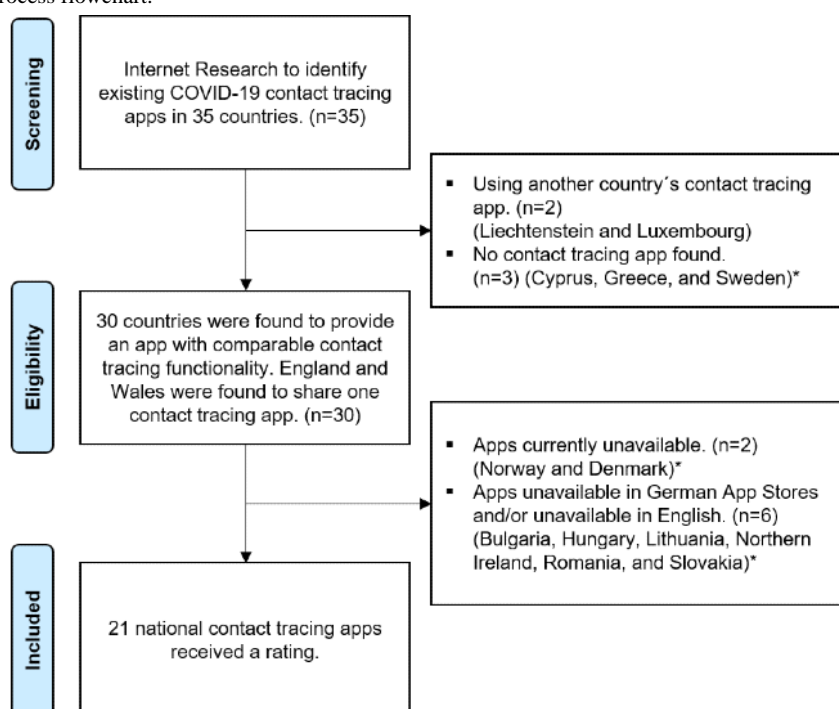 Screening
Internet Research to identify
existing COVID-19 contact tracing
apps in 35 countries. (n=35)
▪ Using another country´s contact tracing
app. (n=2)
(Liechtenstein and Luxembourg)
▪ No contact tracing app found.
(n=3) (Cyprus, Greece, and Sweden)*
Eligibility
30 countries were found to provide
an app with comparable contact
tracing functionality. England and
Wales were found to share one
contact tracing app. (n=30)
▪ Apps currently unavailable. (n=2)
(Norway and Denmark)*
▪ Apps unavailable in German App Stores
and/or unavailable in English. (n=6)
(Bulgaria, Hungary, Lithuania, Northern
Ireland, Romania, and Slovakia)*
Included
21 national contact tracing apps
received a rating.